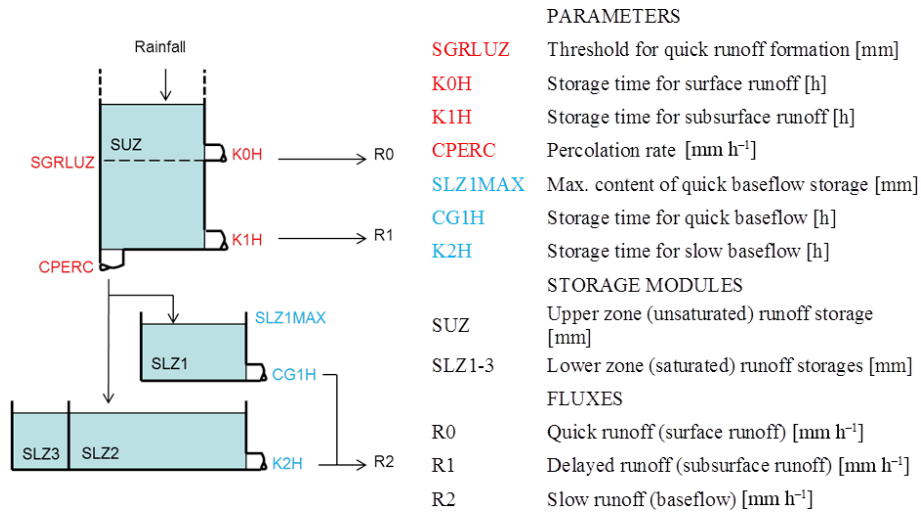 Rainfall
SUZ
SGRLUZ
K0H
R0
K1H
R1
CPERC
SLZ1MAX
SLZ1
CG1H
SLZ3
SLZ2
K2H
R2
PARAMETERS
SGRLUZ Threshold for quick runoff formation [mm]
K0H Storage time for surface runoff [h]
K1H Storage time for subsurface runoff [h]
CPERC Percolation rate [mm h⁻¹]
SLZ1MAX Max. content of quick baseflow storage [mm]
CG1H Storage time for quick baseflow [h]
K2H Storage time for slow baseflow [h]
STORAGE MODULES
SUZ Upper zone (unsaturated) runoff storage
[mm]
SLZ1-3 Lower zone (saturated) runoff storages [mm]
FLUXES
R0 Quick runoff (surface runoff) [mm h⁻¹]
R1 Delayed runoff (subsurface runoff) [mm h⁻¹]
R2 Slow runoff (baseflow) [mm h⁻¹]